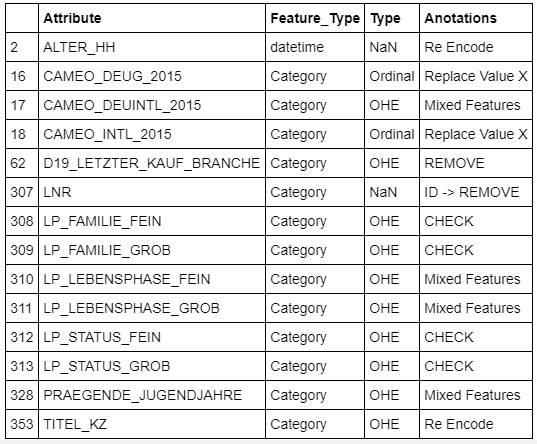 Attribute Feature_Type Type Anotations
2 ALTER_HH datetime NaN Re Encode
16 CAMEO_DEUG_2015 Category Ordinal Replace Value X
17 CAMEO_DEUINTL_2015 Category OHE Mixed Features
18 CAMEO_INTL_2015 Category Ordinal Replace Value X
62 D19_LETZTER_KAUF_BRANCHE Category OHE REMOVE
307 LNR Category NaN ID -> REMOVE
308 LP_FAMILIE_FEIN Category OHE CHECK
309 LP_FAMILIE_GROB Category OHE CHECK
310 LP_LEBENSPHASE_FEIN Category OHE Mixed Features
311 LP_LEBENSPHASE_GROB Category OHE Mixed Features
312 LP_STATUS_FEIN Category OHE CHECK
313 LP_STATUS_GROB Category OHE CHECK
328 PRAEGENDE_JUGENDJAHRE Category OHE Mixed Features
353 TITEL_KZ Category OHE Re Encode